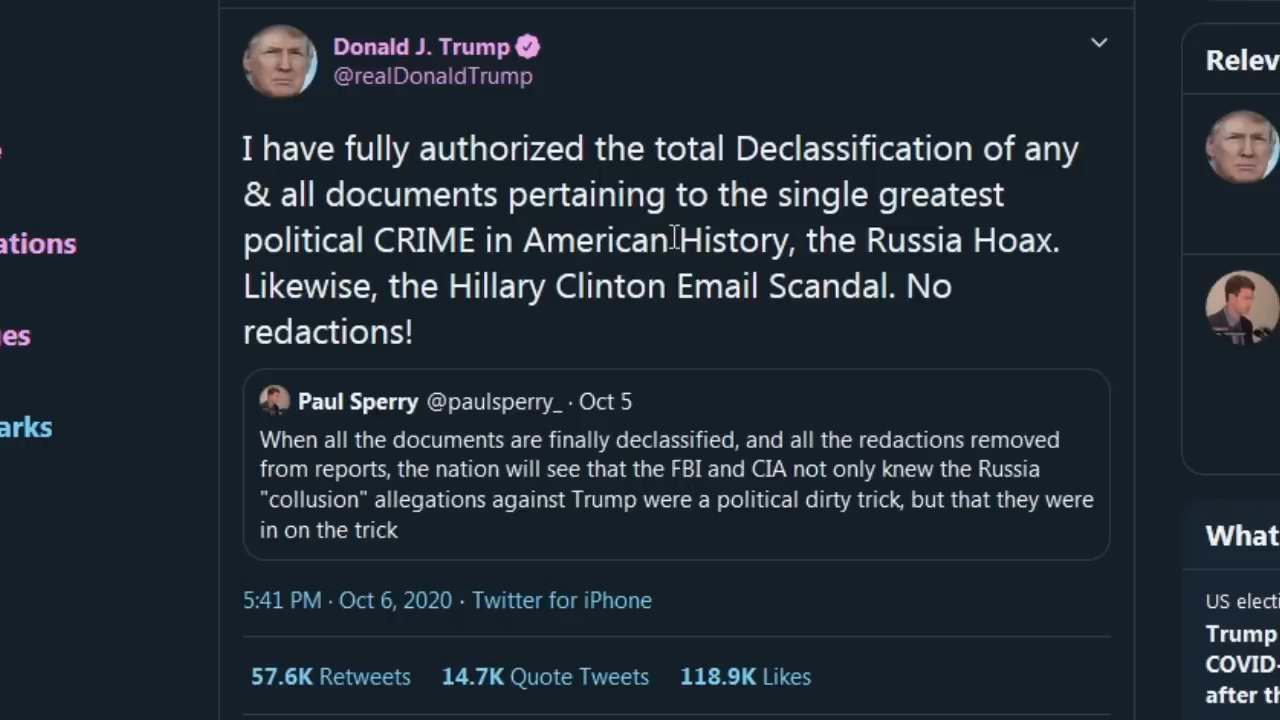 Donald J. Trump
@realDonaldTrump
I have fully authorized the total Declassification of any
& all documents pertaining to the single greatest
political CRIME in American History, the Russia Hoax.
Likewise, the Hillary Clinton Email Scandal. No
redactions!
Paul Sperry @paulsperry_ · Oct 5
When all the documents are finally declassified, and all the redactions removed
from reports, the nation will see that the FBI and CIA not only knew the Russia
"collusion" allegations against Trump were a political dirty trick, but that they were
in on the trick
5:41 PM · Oct 6, 2020 · Twitter for iPhone
57.6K Retweets 14.7K Quote Tweets 118.9K Likes
ations
ges
arks
Relev
What
US electi
Trump
COVID-
after th